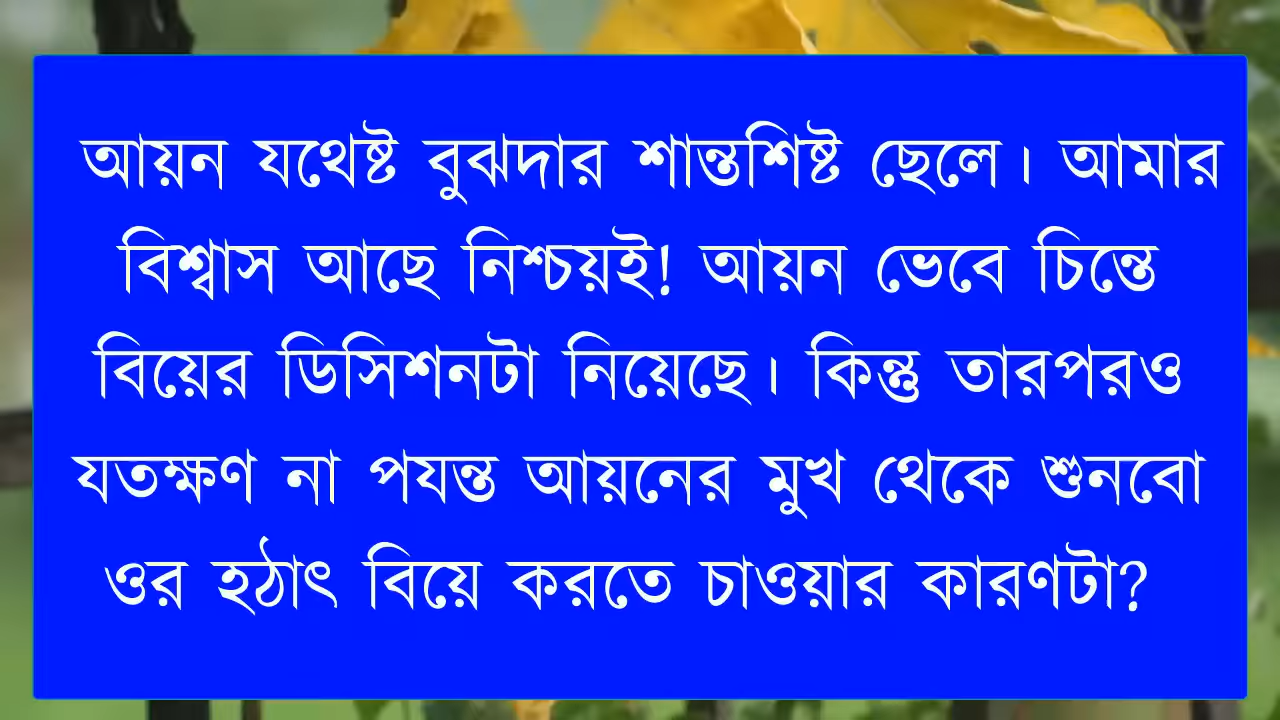 আয়ন যথেষ্ট বুঝদার শান্তশিষ্ট ছেলে। আমার
বিশ্বাস আছে নিশ্চয়ই! আয়ন ভেবে চিন্তে
বিয়ের ডিসিশনটা নিয়েছে। কিন্তু তারপরও
যতক্ষণ না পযন্ত আয়নের মুখ থেকে শুনবো
ওর হঠাৎ বিয়ে করতে চাওয়ার কারণটা?